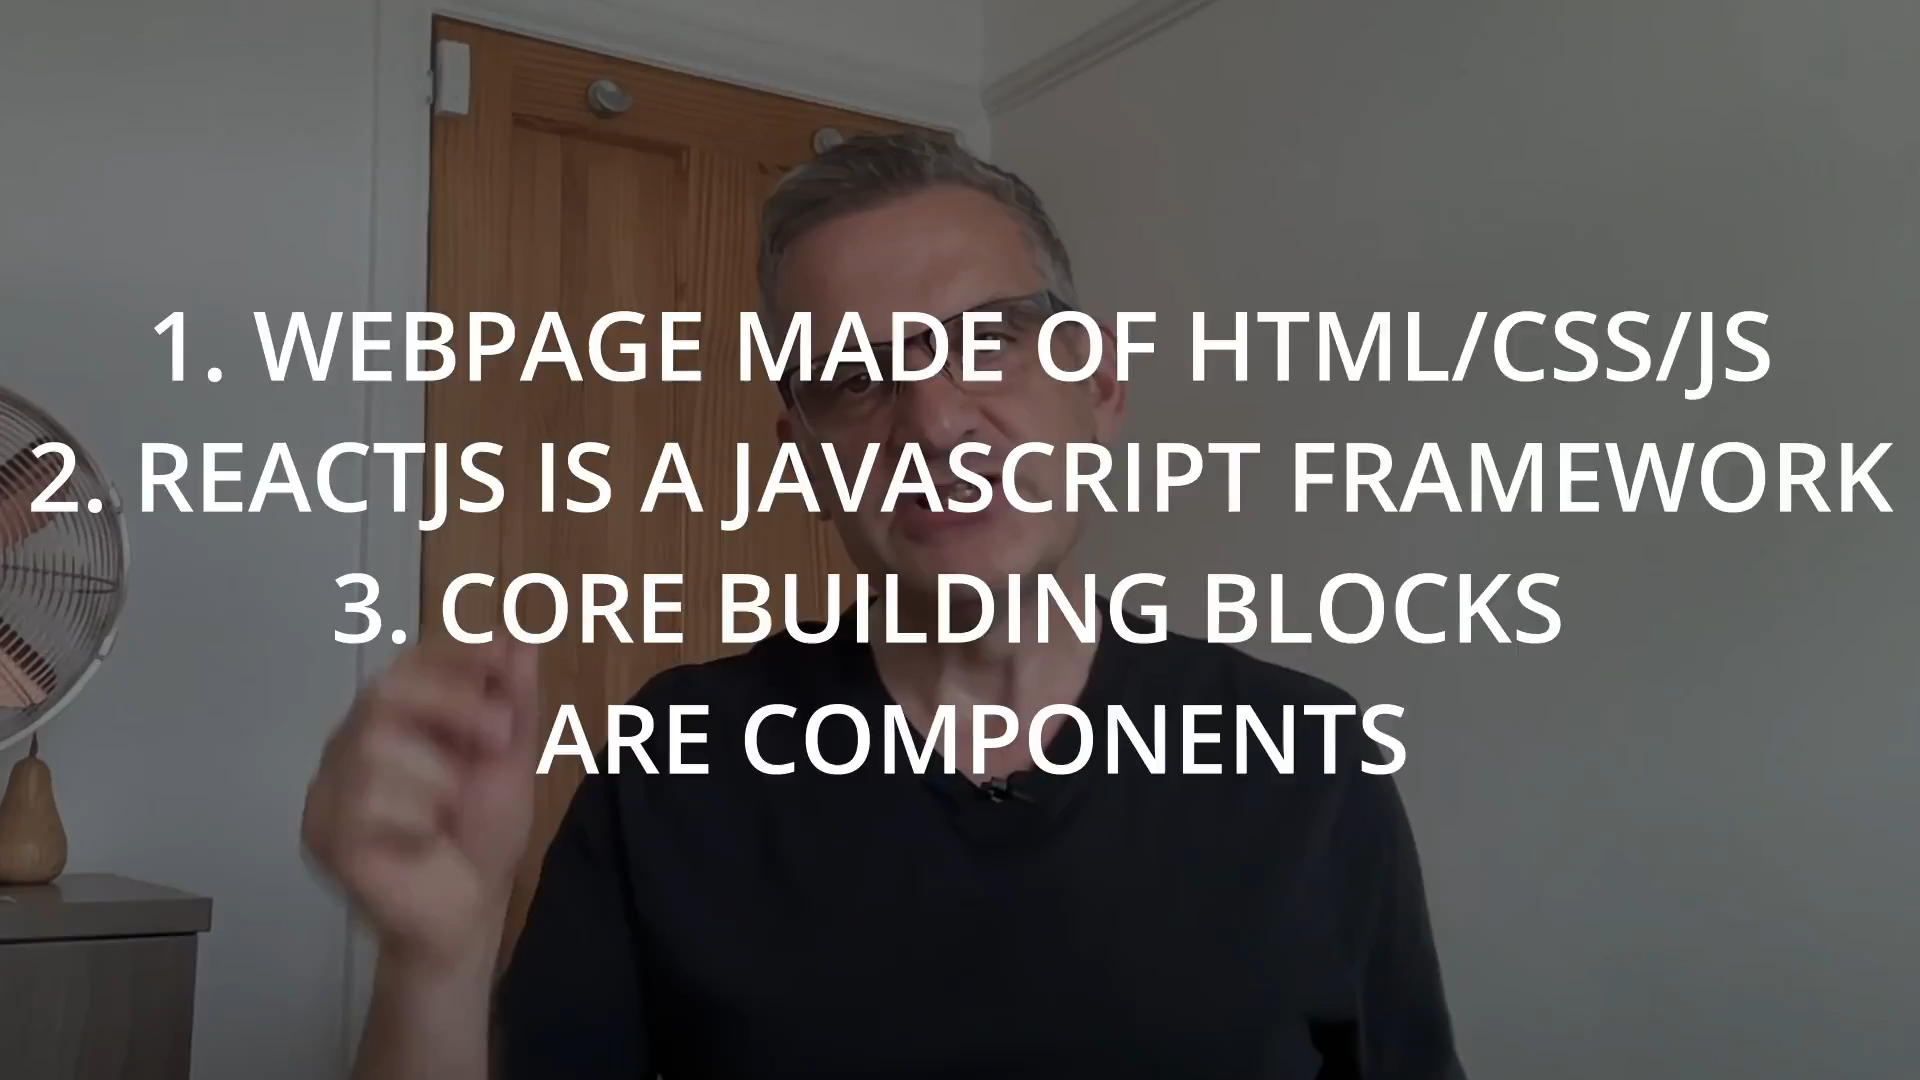 1. WEBPAGE MADE OF HTML/CSS/JS
2. REACTJS IS A JAVASCRIPT FRAMEWORK
3. CORE BUILDING BLOCKS
ARE COMPONENTS